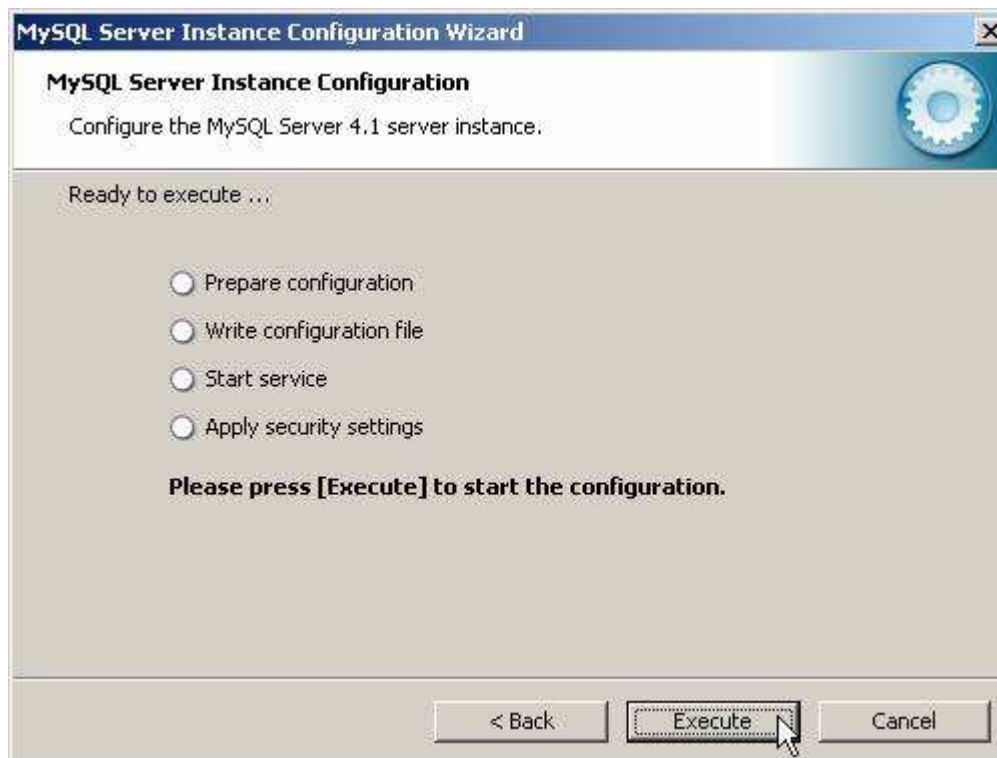 MySQL Server Instance Configuration Wizard
MySQL Server Instance Configuration
Configure the MySQL Server 4.1 server instance.
Ready to execute ...
Prepare configuration
Write configuration file
Start service
Apply security settings
Please press [Execute] to start the configuration.
< Back Execute Cancel